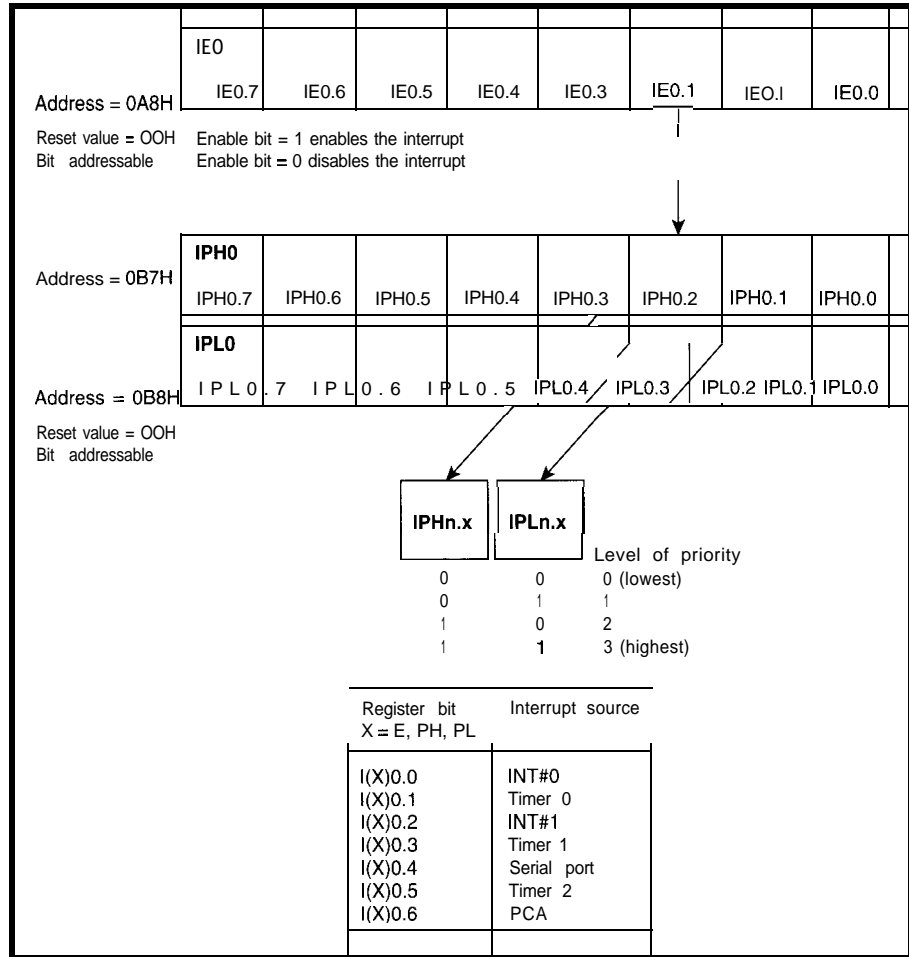 IE0
Address = 0A8H IE0.7 IE0.6 IE0.5 IE0.4 IE0.3 IE0.1 IEO.I IE0.0
Reset value = OOH Enable bit = 1 enables the interrupt
Bit addressable Enable bit = 0 disables the interrupt
IPH0
Address = 0B7H
IPH0.7 IPH0.6 IPH0.5 IPH0.4 IPH0.3 IPH0.2 IPH0.1 IPH0.0
IPL0
Address = 0B8H IPL0.7 IPL0.6 IPL0.5 IPL0.4 IPL0.3 IPL0.2 IPL0.1 IPL0.0
Reset value = OOH
Bit addressable
IPHn.x IPLn.x
Level of priority
0 0 0 (lowest)
0 1 1
1 0 2
1 1 3 (highest)
Register bit Interrupt source
X = E, PH, PL
I(X)0.0 INT#0
I(X)0.1 Timer 0
I(X)0.2 INT#1
I(X)0.3 Timer 1
I(X)0.4 Serial port
I(X)0.5 Timer 2
I(X)0.6 PCA